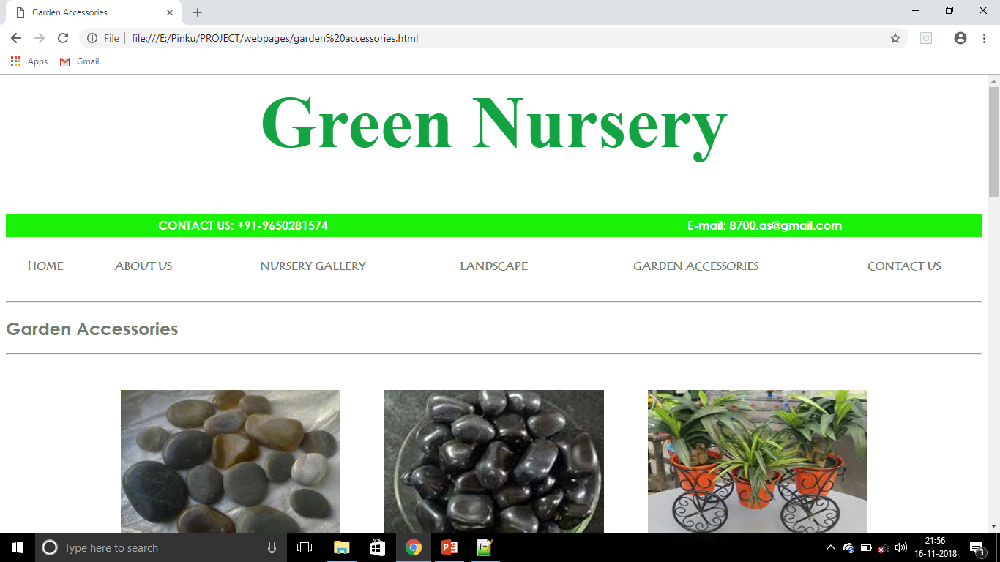 Garden Accessories
File file:///E:/Pinku/PROJECT/webpages/garden%20accessories.html
Apps Gmail
Green Nursery
CONTACT US: +91-9650281574 E-mail: 8700.as@gmail.com
HOME ABOUT US NURSERY GALLERY LANDSCAPE GARDEN ACCESSORIES CONTACT US
Garden Accessories
Type here to search
21:56
16-11-2018
3